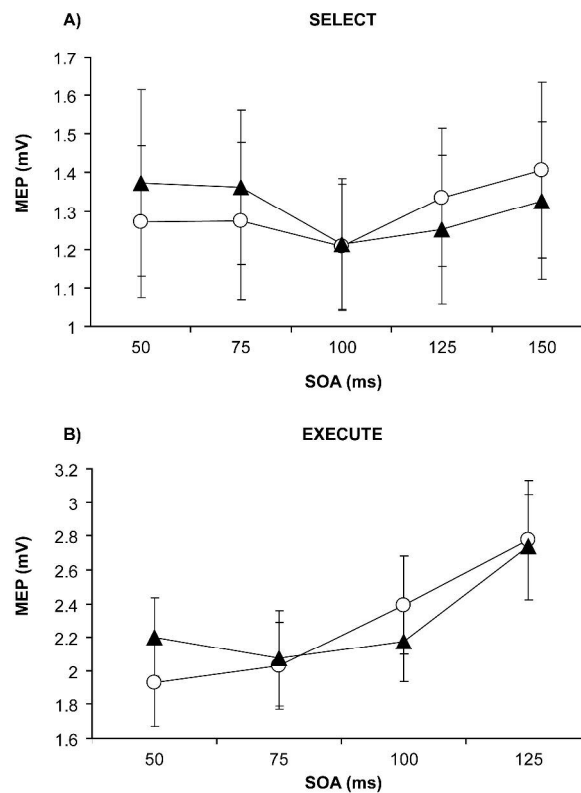 A) SELECT
1.7
1.6
1.5
1.4
1.3
1.2
1.1
1
MEP (mV)
50 75 100 125 150
SOA (ms)
B) EXECUTE
3.2
3
2.8
2.6
2.4
2.2
2
1.8
1.6
MEP (mV)
50 75 100 125
SOA (ms)